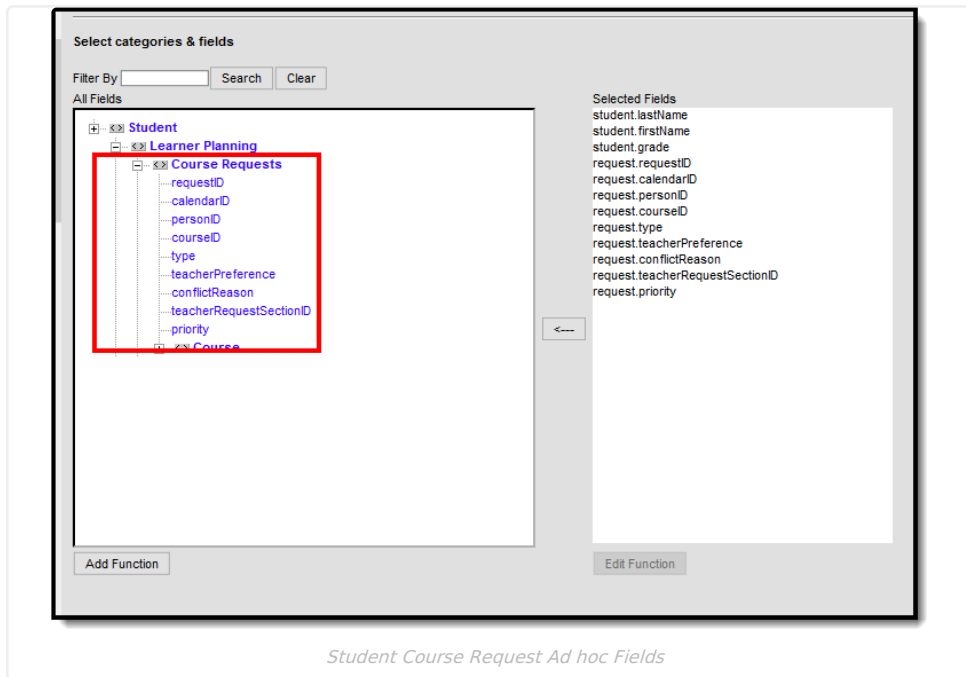 Select categories & fields
Filter By Search Clear
All Fields
Student
Learner Planning
Course Requests
requestID
calendarID
personID
courseID
type
teacherPreference
conflictReason
teacherRequestSectionID
priority
Course
<---
Selected Fields
student.lastName
student.firstName
student.grade
request.requestID
request.calendarID
request.personID
request.courseID
request.type
request.teacherPreference
request.conflictReason
request.teacherRequestSectionID
request.priority
Add Function
Edit Function
Student Course Request Ad hoc Fields